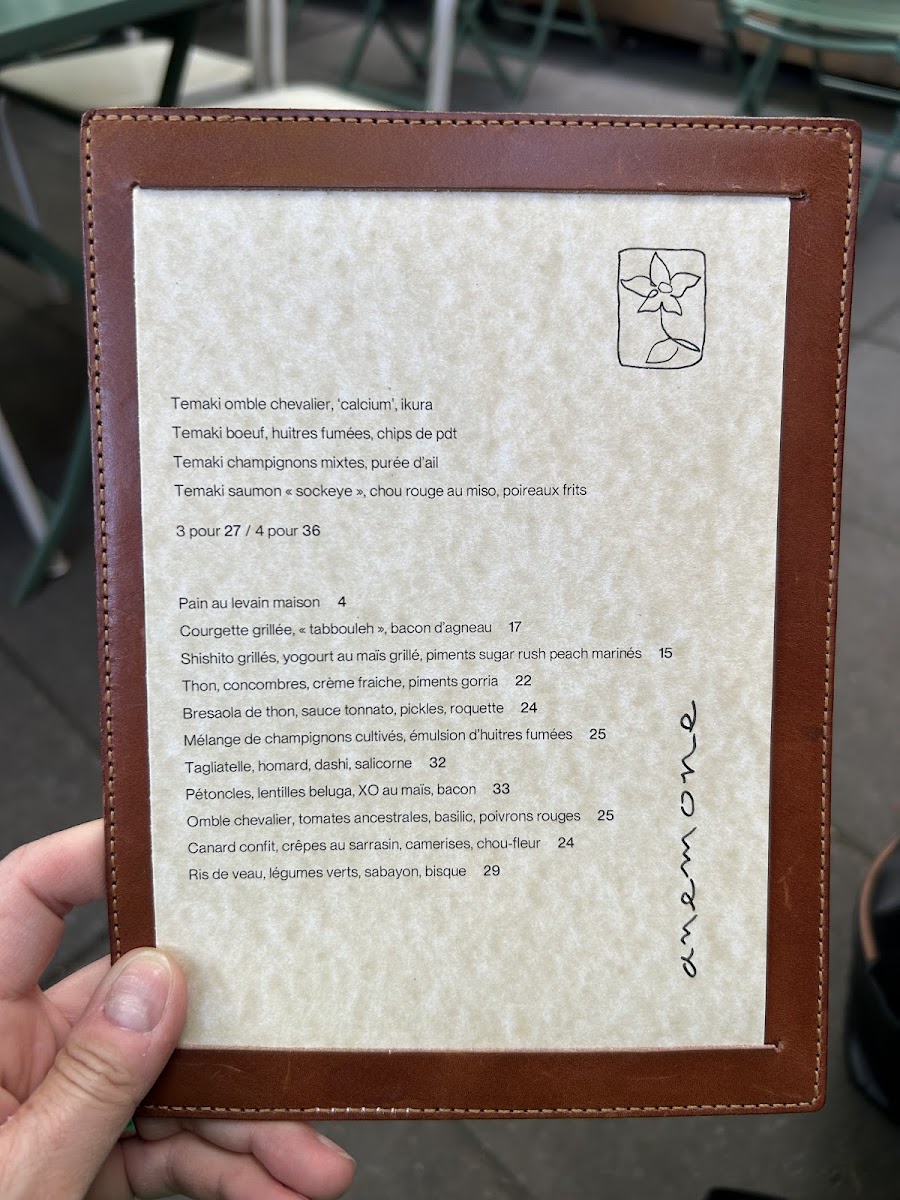 Temaki omble chevalier, ‘calcium’, ikura
Temaki boeuf, huitres fumées, chips de pdt
Temaki champignons mixtes, purée d’ail
Temaki saumon « sockeye », chou rouge au miso, poireaux frits
3 pour 27 / 4 pour 36
Pain au levain maison 4
Courgette grillée, « tabbouleh », bacon d’agneau 17
Shishito grillés, yogourt au maïs grillé, piments sugar rush peach marinés 15
Thon, concombres, crème fraiche, piments gorria 22
Bresaola de thon, sauce tonnato, pickles, roquette 24
Mélange de champignons cultivés, émulsion d’huitres fumées 25
Tagliatelle, homard, dashi, salicorne 32
Pétoncles, lentilles beluga, XO au maïs, bacon 33
Omble chevalier, tomates ancestrales, basilic, poivrons rouges 25
Canard confit, crêpes au sarrasin, camerises, chou-fleur 24
Ris de veau, légumes verts, sabayon, bisque 29
anemone